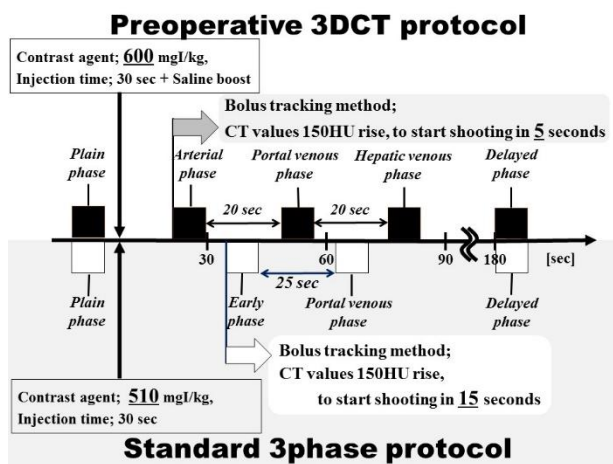 Preoperative 3DCT protocol
Contrast agent; 600 mgI/kg,
Injection time; 30 sec + Saline boost
Bolus tracking method;
CT values 150HU rise, to start shooting in 5 seconds
Plain
phase
Arterial
phase
Portal venous
phase
Hepatic venous
phase
Delayed
phase
20 sec
20 sec
30
60
90
180
[sec]
Plain
phase
Early
phase
25 sec
Portal venous
phase
Delayed
phase
Bolus tracking method;
CT values 150HU rise,
to start shooting in 15 seconds
Contrast agent; 510 mgI/kg,
Injection time; 30 sec
Standard 3phase protocol